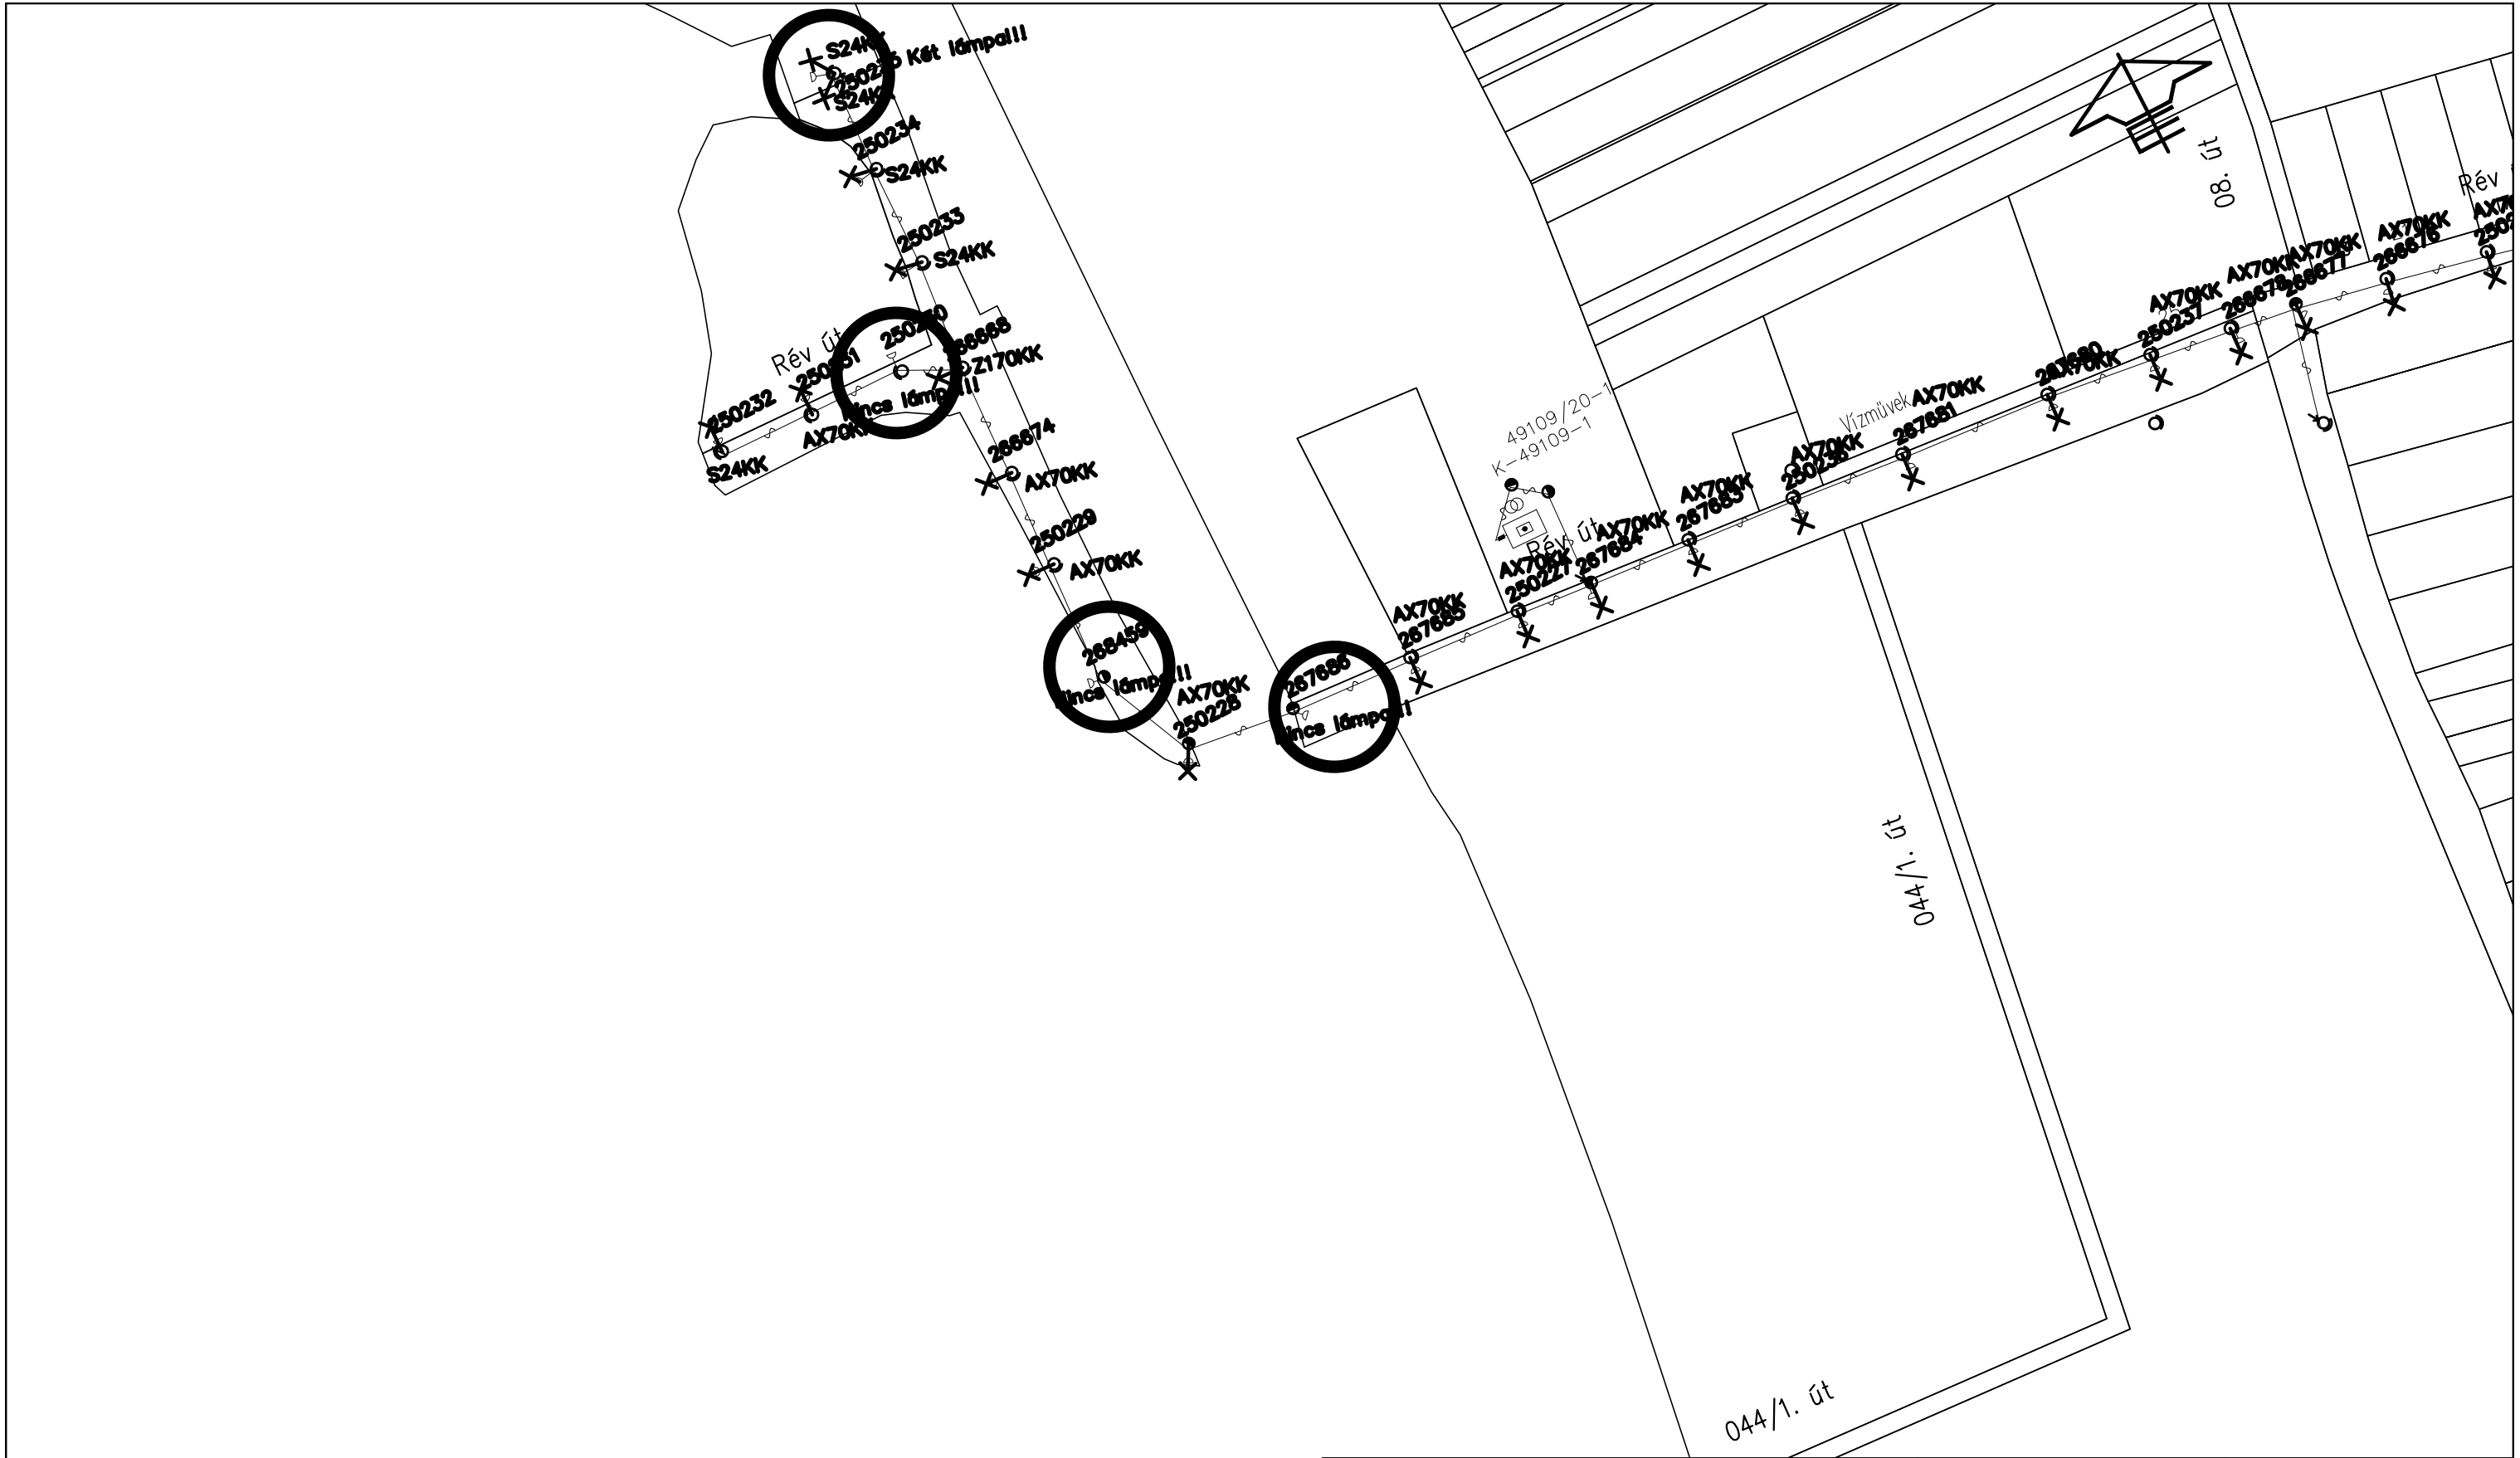 S24KK
Két lámpa!!!
S24KK
250234
S24KK
250233
S24KK
Rév út
250230
Z170KK
Nincs lámpa!!!
250232
AX70KK
S24KK
266674
AX70KK
250229
AX70KK
268459
Nincs lámpa!!!
AX70KK
250228
267686
Nincs lámpa!!!
AX70KK
267685
AX70KK
250227
49109/20-1
K-49109-1
Rév út
AX70KK
267684
AX70KK
267683
AX70KK
Vízművek
AX70KK
267681
AX70KK
AX70KK
250237
AX70KK
AX70KK
266677
AX70KK
266676
Rév
08. út
044/1. út
044/1. út